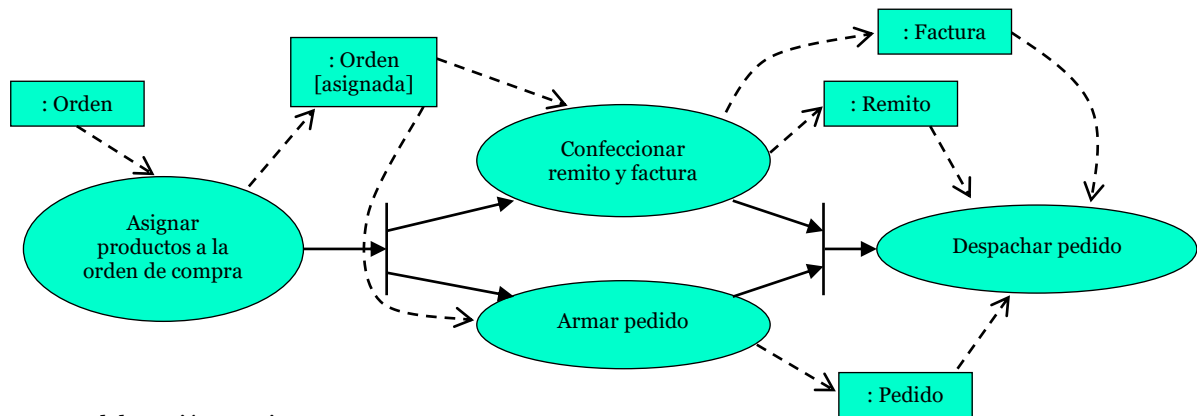 : Factura
: Orden
[asignada]
: Orden
: Remito
Confeccionar
remito y factura
Asignar
productos a la
orden de compra
Despachar pedido
Armar pedido
: Pedido